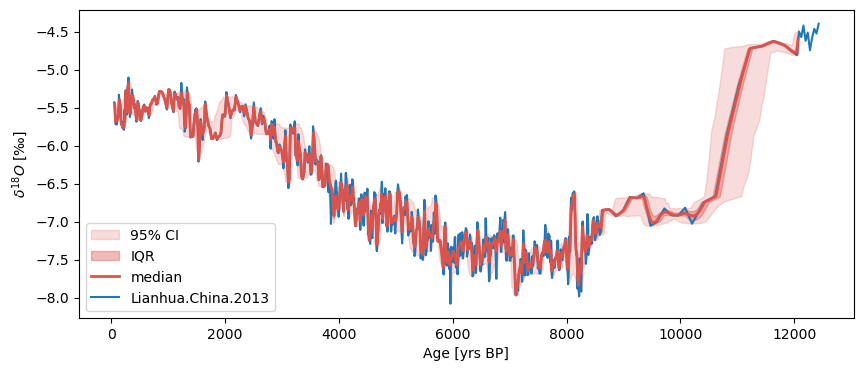 −4.5
−5.0
−5.5
−6.0
−6.5
−7.0
−7.5
−8.0
δ¹⁸O [‰]
95% CI
IQR
median
Lianhua.China.2013
0 2000 4000 6000 8000 10000 12000
Age [yrs BP]